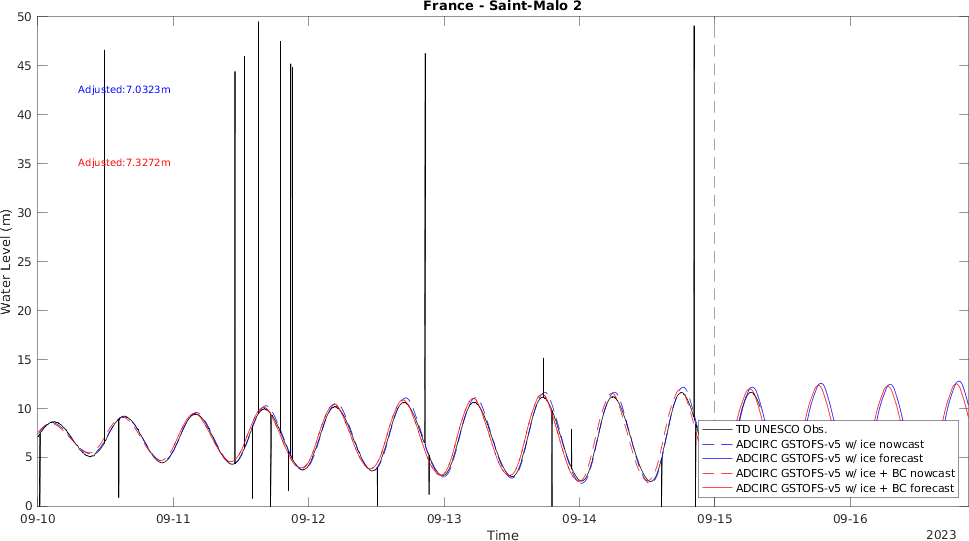 France - Saint-Malo 2
50
45
40
35
30
25
20
15
10
5
0
Water Level (m)
Adjusted:7.0323m
Adjusted:7.3272m
TD UNESCO Obs.
ADCIRC GSTOFS-v5 w/ ice nowcast
ADCIRC GSTOFS-v5 w/ ice forecast
ADCIRC GSTOFS-v5 w/ ice + BC nowcast
ADCIRC GSTOFS-v5 w/ ice + BC forecast
09-10 09-11 09-12 09-13 09-14 09-15 09-16
Time
2023